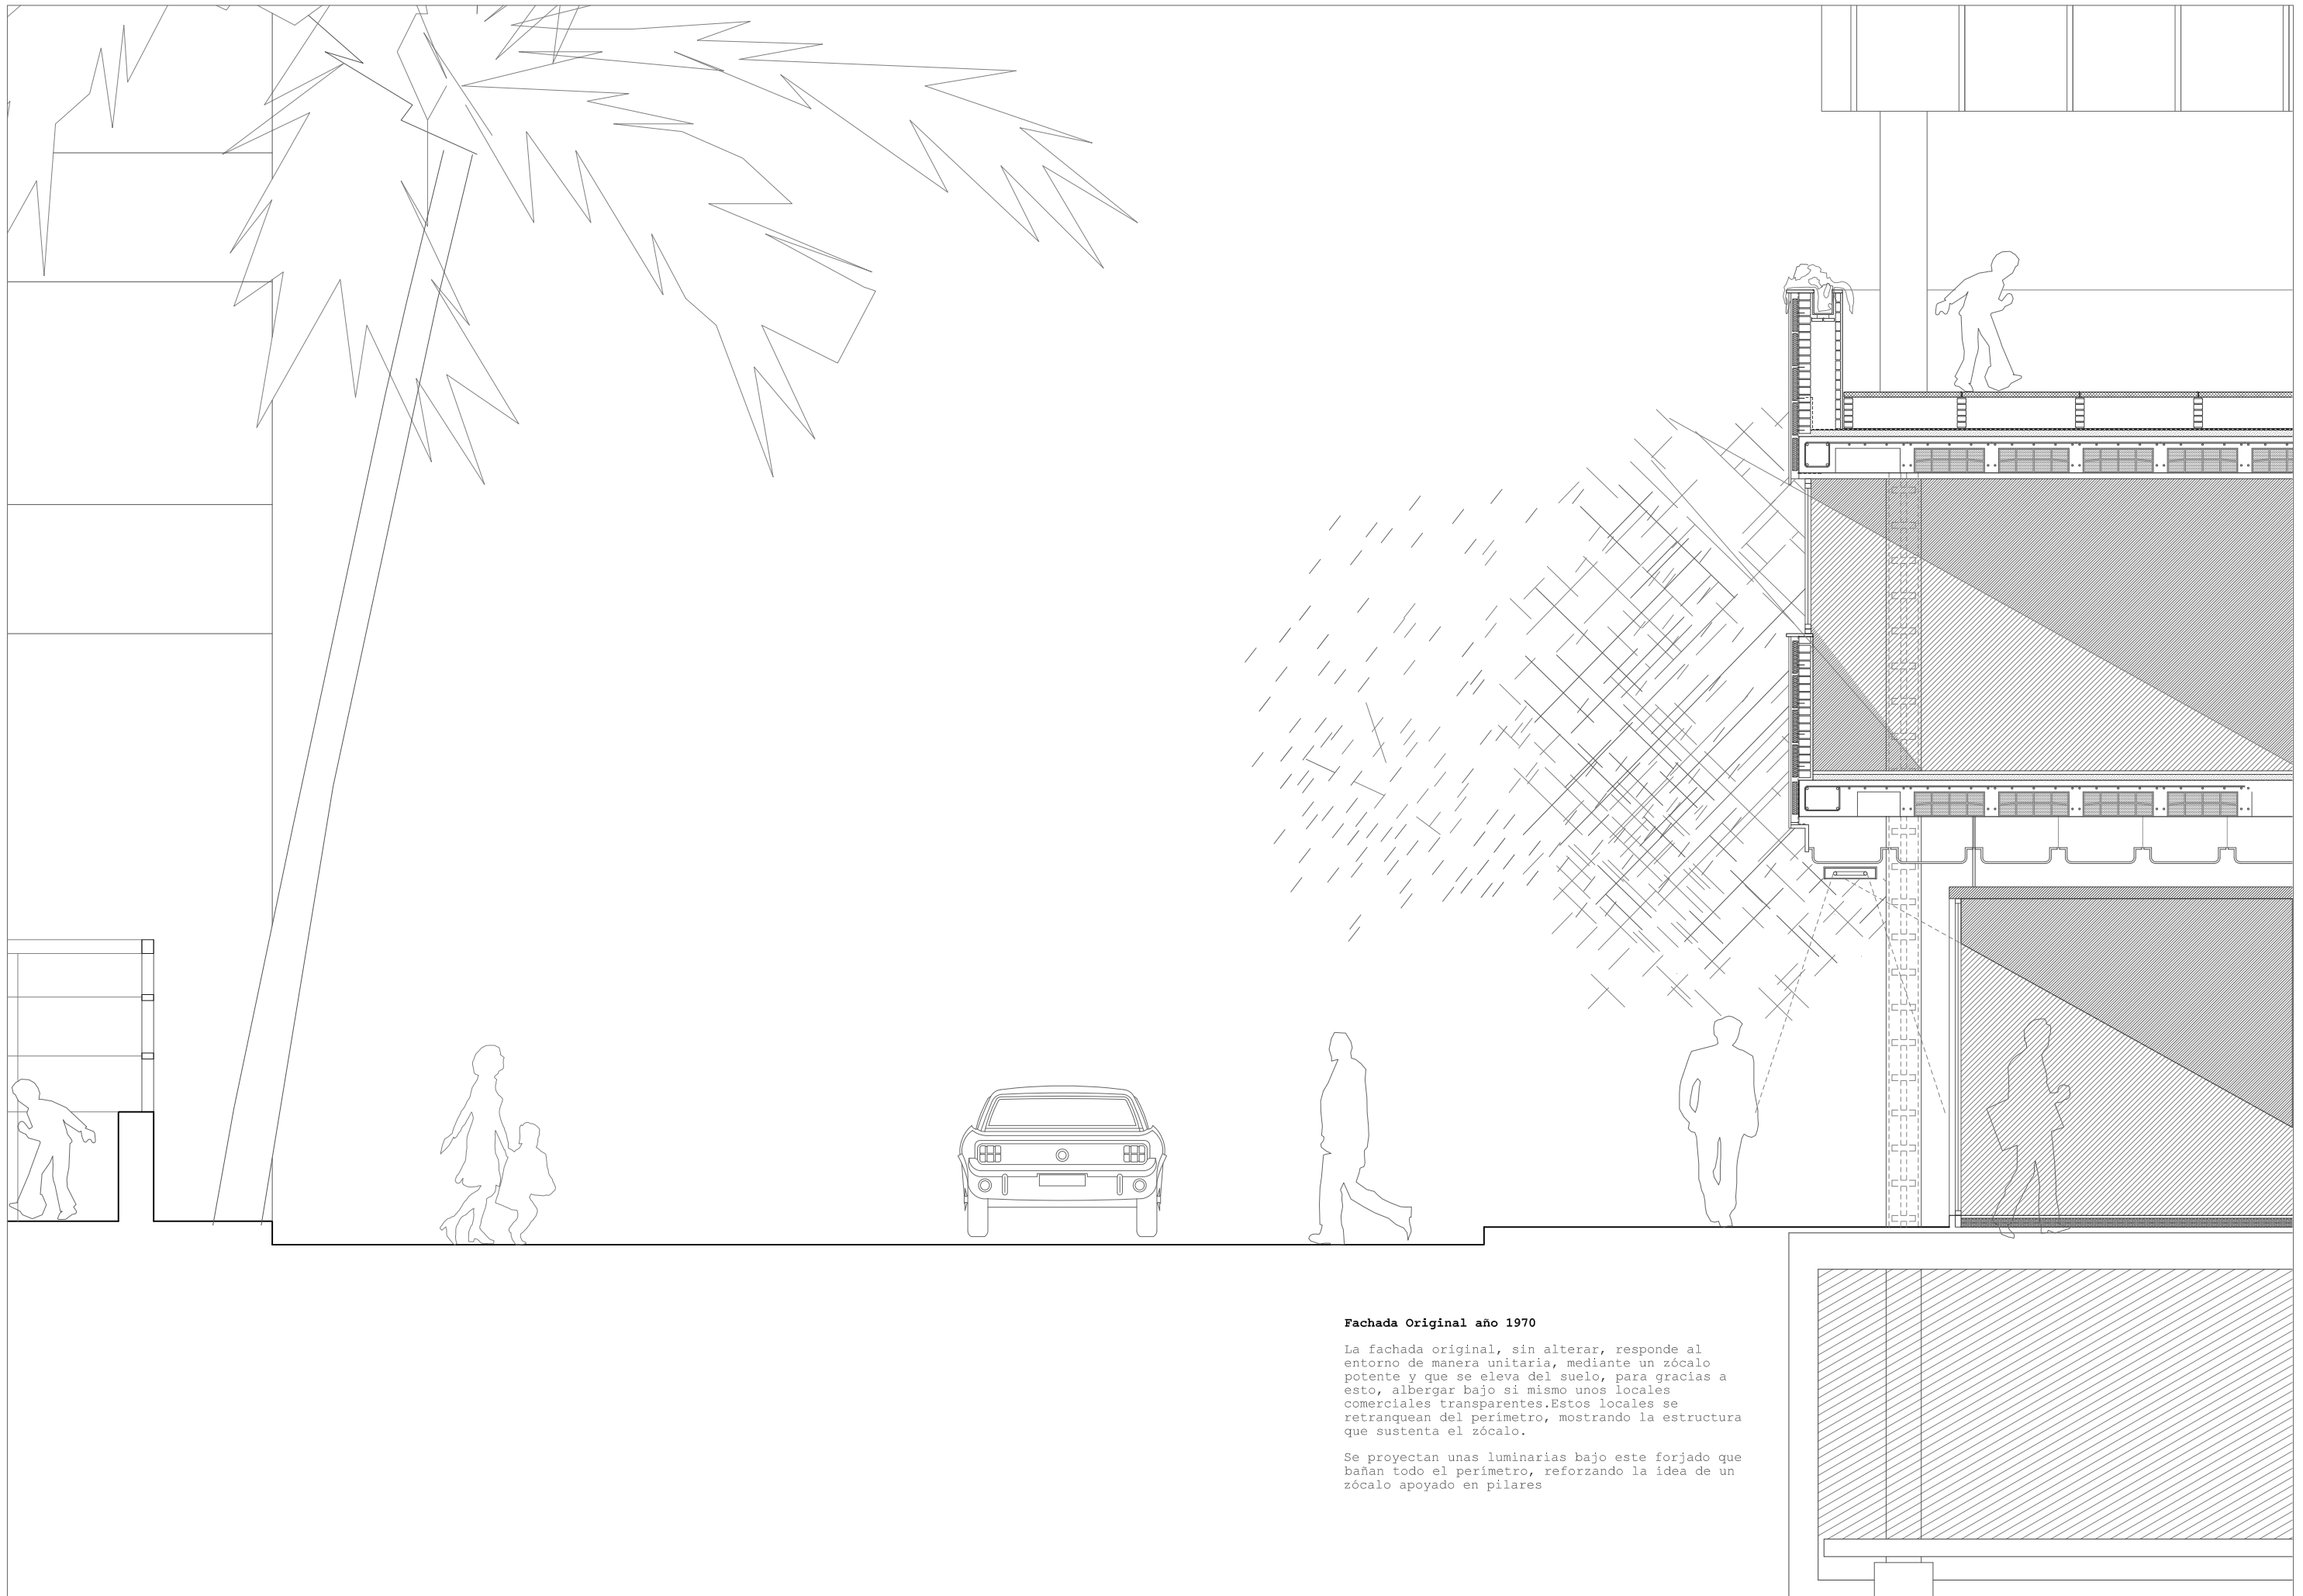 Fachada Original año 1970
La fachada original, sin alterar, responde al
entorno de manera unitaria, mediante un zócalo
potente y que se eleva del suelo, para gracias a
esto, albergar bajo si mismo unos locales
comerciales transparentes.Estos locales se
retranquean del perímetro, mostrando la estructura
que sustenta el zócalo.
Se proyectan unas luminarias bajo este forjado que
bañan todo el perímetro, reforzando la idea de un
zócalo apoyado en pilares